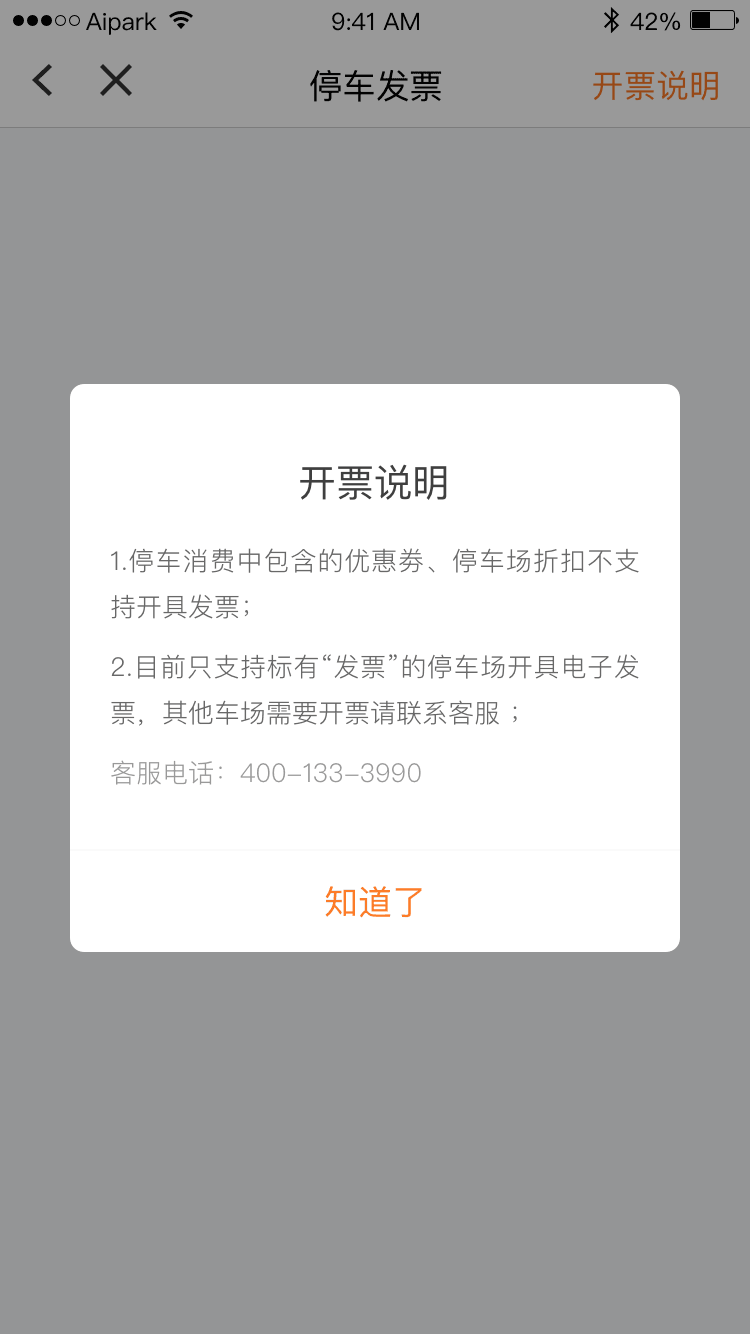 Aipark 9:41 AM 42%
停车发票 开票说明
开票说明
1.停车消费中包含的优惠券、停车场折扣不支
持开具发票；
2.目前只支持标有“发票”的停车场开具电子发
票，其他车场需要开票请联系客服；
客服电话：400-133-3990
知道了